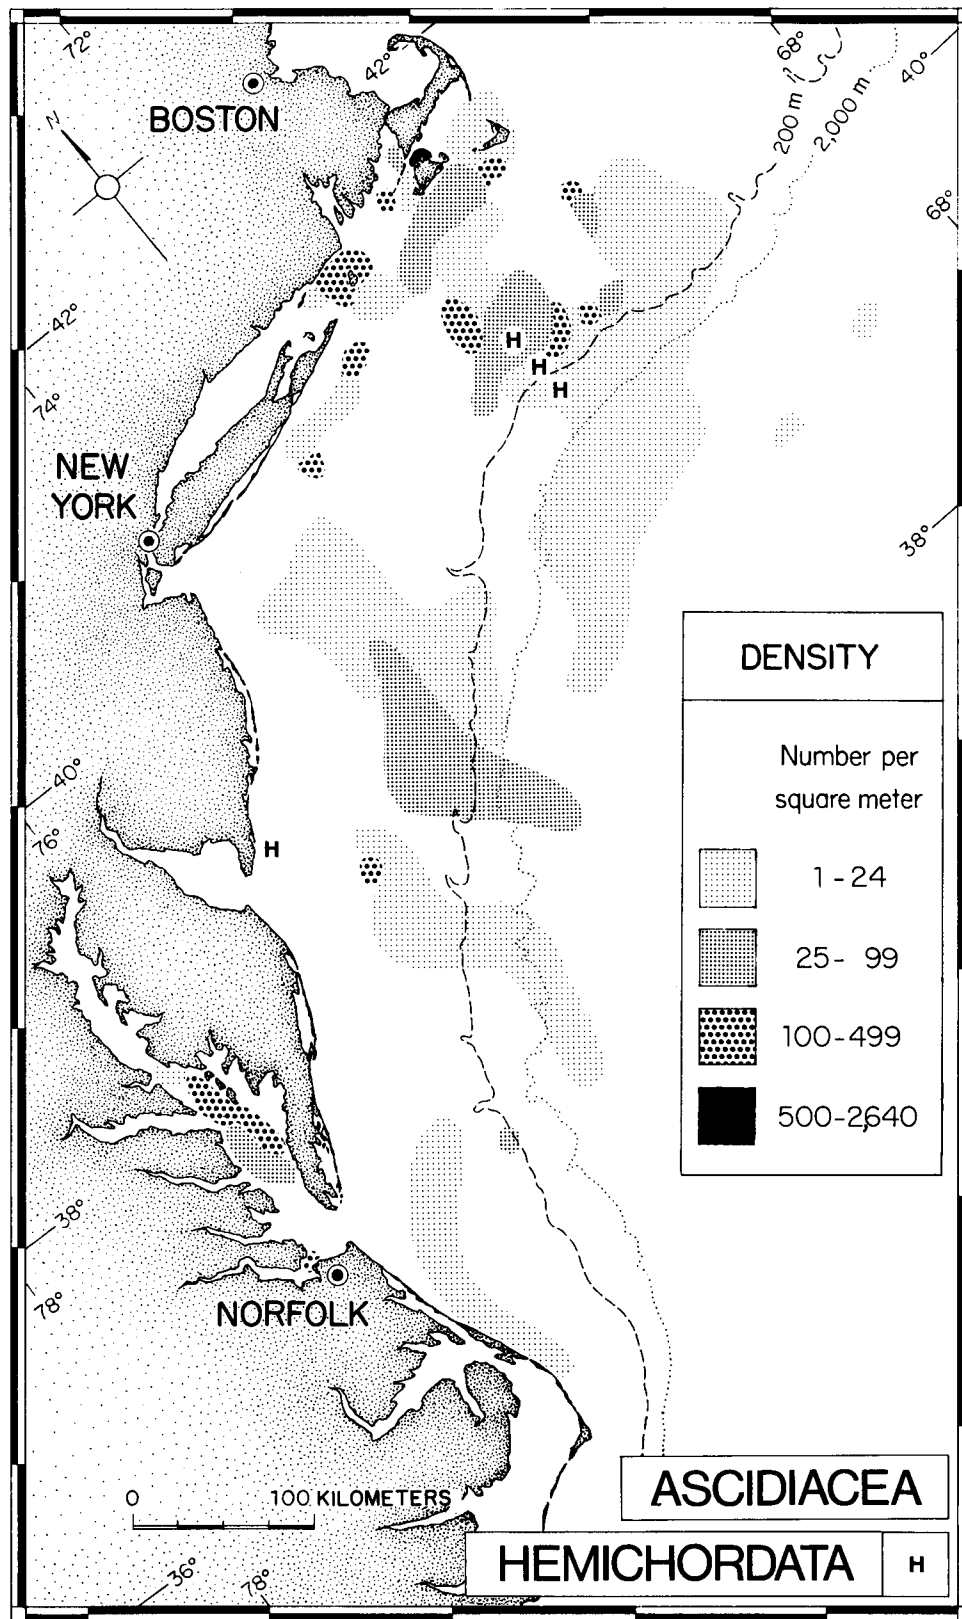 72°
42°
68°
40°
BOSTON
200 m
2,000 m
N
68°
42°
H
H
H
74°
NEW
YORK
38°
DENSITY
Number per
square meter
40°
76°
H
1-24
25- 99
100-499
500-2,640
38°
78°
NORFOLK
0 100 KILOMETERS
ASCIDIACEA
HEMICHORDATA H
36°
78°